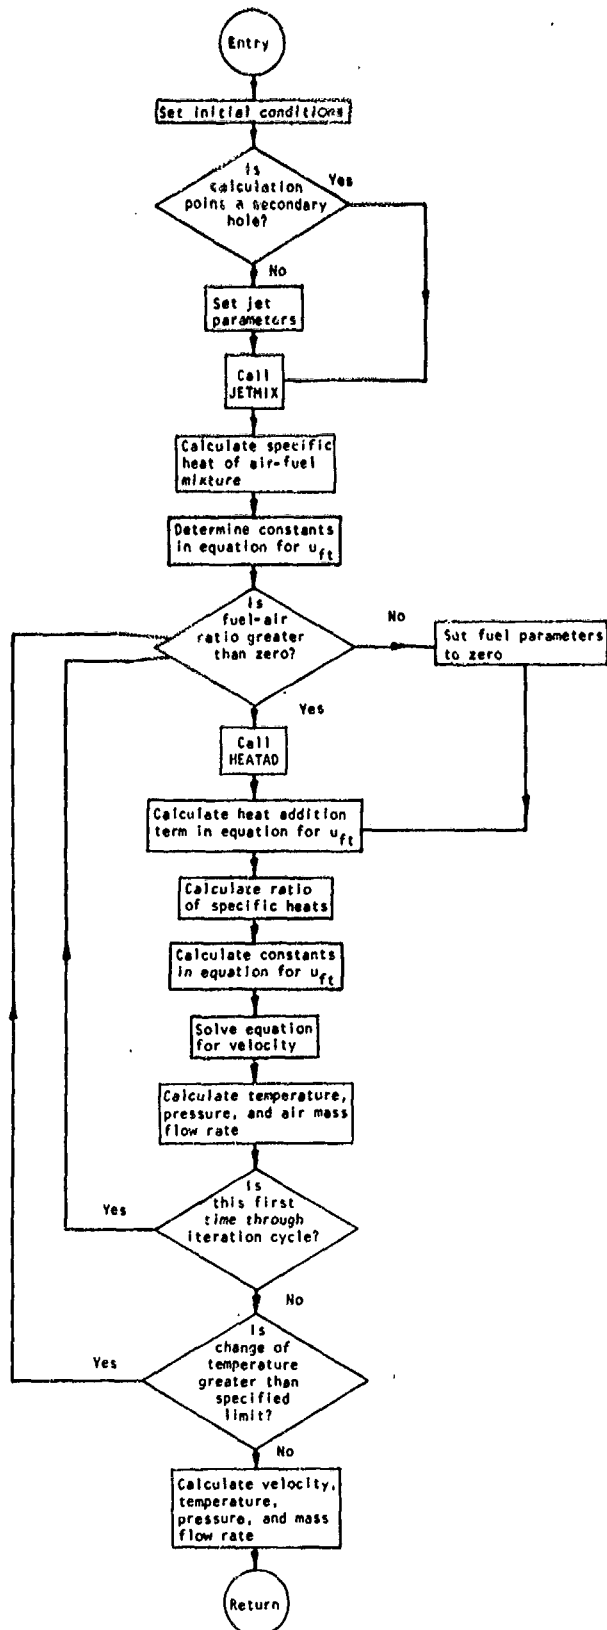 Entry
Set initial conditions
Is
calculation
point a secondary
hole?
Yes
No
Set jet
parameters
Call
JETMIX
Calculate specific
heat of air-fuel
mixture
Determine constants
in equation for u_ft
Is
fuel-air
ratio greater
than zero?
No
Set fuel parameters
to zero
Yes
Call
HEATAD
Calculate heat addition
term in equation for u_ft
Calculate ratio
of specific heats
Calculate constants
in equation for u_ft
Solve equation
for velocity
Calculate temperature,
pressure, and air mass
flow rate
Is
this first
time through
iteration cycle?
Yes
No
Is
change of
temperature
greater than
specified
limit?
Yes
No
Calculate velocity,
temperature,
pressure, and mass
flow rate
Return